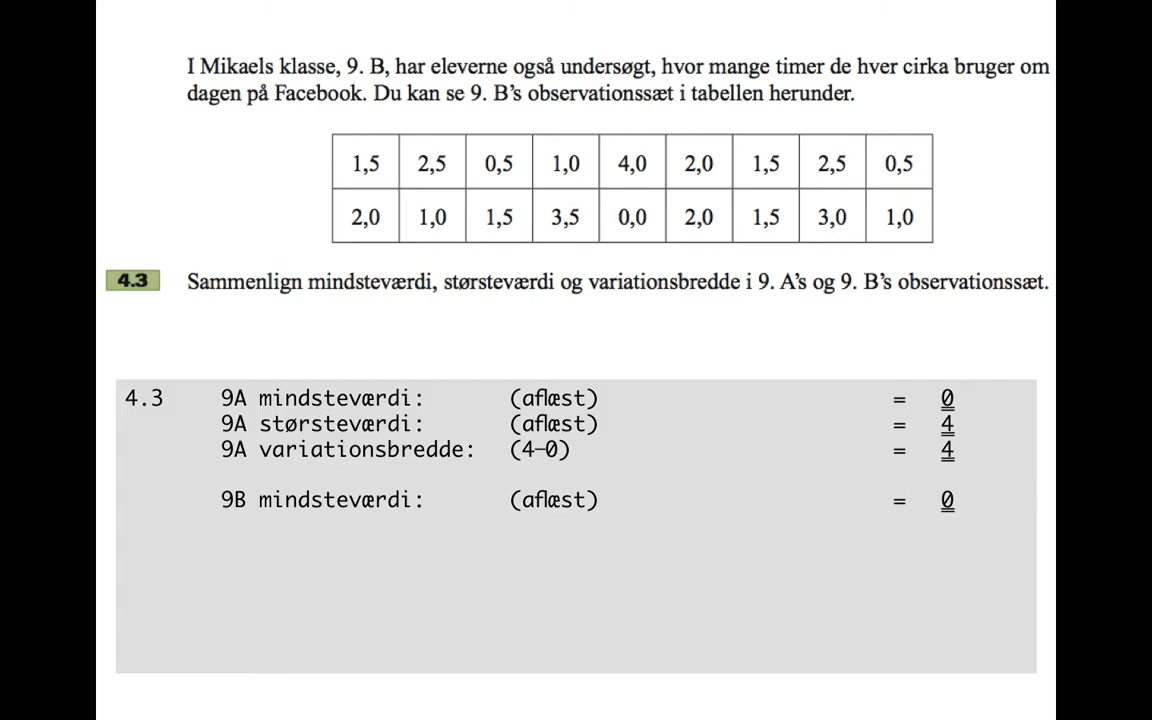 I Mikaels klasse, 9. B, har eleverne også undersøgt, hvor mange timer de hver cirka bruger om
dagen på Facebook. Du kan se 9. B's observationssæt i tabellen herunder.
1,5 2,5 0,5 1,0 4,0 2,0 1,5 2,5 0,5
2,0 1,0 1,5 3,5 0,0 2,0 1,5 3,0 1,0
4.3 Sammenlign mindsteværdi, størsteværdi og variationsbredde i 9. A's og 9. B's observationssæt.
4.3 9A mindsteværdi: (aflæst) = 0
9A størsteværdi: (aflæst) = 4
9A variationsbredde: (4–0) = 4
9B mindsteværdi: (aflæst) = 0